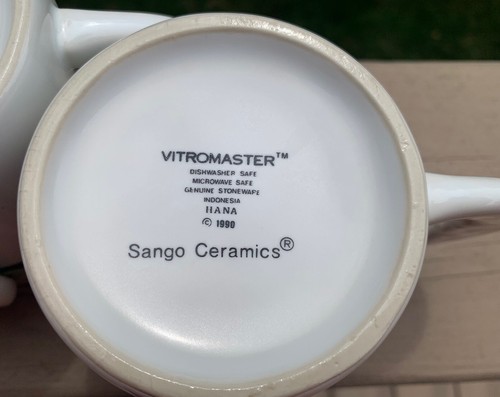 VITROMASTER™
DISHWASHER SAFE
MICROWAVE SAFE
GENUINE STONEWARE
INDONESIA
HANA
© 1990
Sango Ceramics®